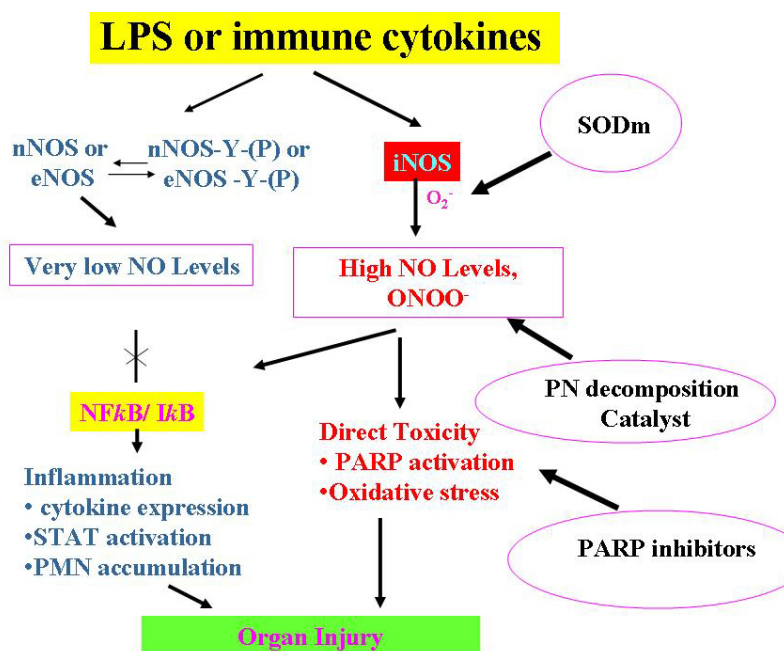 LPS or immune cytokines
SODm
nNOS or
eNOS
nNOS-Y-(P) or
eNOS -Y-(P)
iNOS
O₂⁻
Very low NO Levels
High NO Levels,
ONOO⁻
NFkB/ IkB
PN decomposition
Catalyst
Direct Toxicity
• PARP activation
•Oxidative stress
Inflammation
• cytokine expression
•STAT activation
•PMN accumulation
PARP inhibitors
Organ Injury